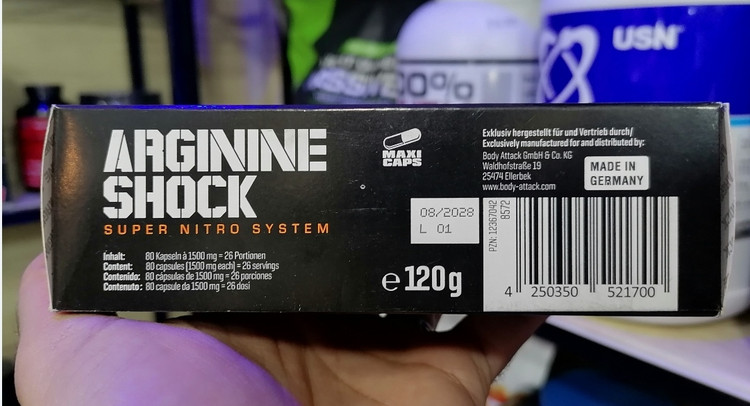 USN
00%
ARGININE
SHOCK
SUPER NITRO SYSTEM
Inhalt: 80 Kapseln à 1500 mg = 26 Portionen
Content: 80 capsules [1500 mg each] = 26 servings
Contenido: 80 cápsulas de 1500 mg = 26 porciones
Contenuto: 80 capsule da 1500 mg = 26 dosi
MAXI
CAPS
08/2028
L 01
e 120g
Exklusiv hergestellt für und Vertrieb durch/
Exclusively manufactured for and distributed by:
Body Attack GmbH & Co. KG
Waldhofstraße 19
25474 Ellerbek
www.body-attack.com
MADE IN
GERMANY
PZN: 12367042
8572
4 250350 521700